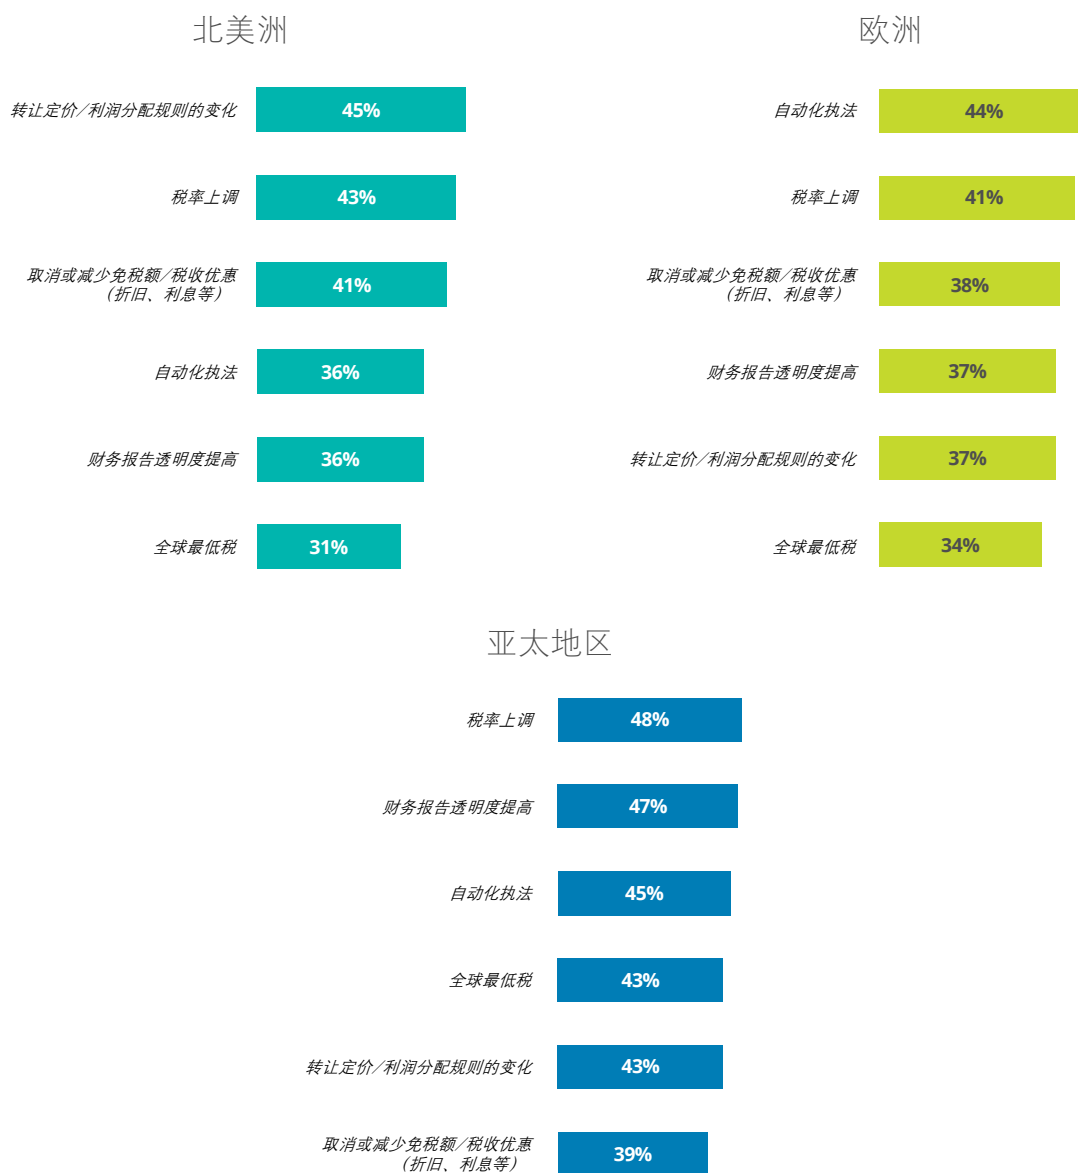 北美洲
转让定价/利润分配规则的变化
45%
税率上调
43%
取消或减少免税额/税收优惠
（折旧、利息等）
41%
自动化执法
36%
财务报告透明度提高
36%
全球最低税
31%
欧洲
自动化执法
44%
税率上调
41%
取消或减少免税额/税收优惠
（折旧、利息等）
38%
财务报告透明度提高
37%
转让定价/利润分配规则的变化
37%
全球最低税
34%
亚太地区
税率上调
48%
财务报告透明度提高
47%
自动化执法
45%
全球最低税
43%
转让定价/利润分配规则的变化
43%
取消或减少免税额/税收优惠
（折旧、利息等）
39%